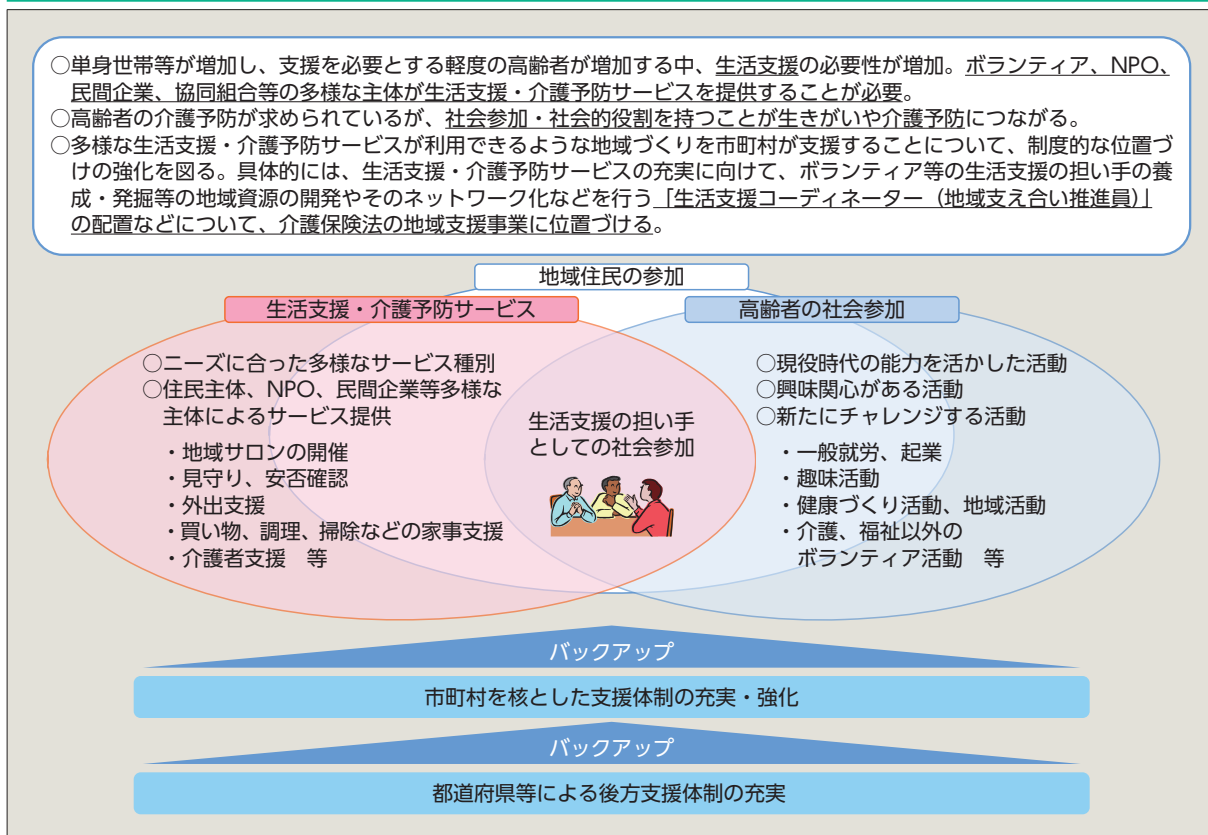 ○単身世帯等が増加し、支援を必要とする軽度の高齢者が増加する中、生活支援の必要性が増加。ボランティア、NPO、
民間企業、協同組合等の多様な主体が生活支援・介護予防サービスを提供することが必要。
○高齢者の介護予防が求められているが、社会参加・社会的役割を持つことが生きがいや介護予防につながる。
○多様な生活支援・介護予防サービスが利用できるような地域づくりを市町村が支援することについて、制度的な位置づ
けの強化を図る。具体的には、生活支援・介護予防サービスの充実に向けて、ボランティア等の生活支援の担い手の養
成・発掘等の地域資源の開発やそのネットワーク化などを行う「生活支援コーディネーター（地域支え合い推進員）」
の配置などについて、介護保険法の地域支援事業に位置づける。
地域住民の参加
生活支援・介護予防サービス
○ニーズに合った多様なサービス種別
○住民主体、NPO、民間企業等多様な
主体によるサービス提供
・地域サロンの開催
・見守り、安否確認
・外出支援
・買い物、調理、掃除などの家事支援
・介護者支援　等
生活支援の担い手
としての社会参加
高齢者の社会参加
○現役時代の能力を活かした活動
○興味関心がある活動
○新たにチャレンジする活動
・一般就労、起業
・趣味活動
・健康づくり活動、地域活動
・介護、福祉以外の
ボランティア活動　等
バックアップ
市町村を核とした支援体制の充実・強化
バックアップ
都道府県等による後方支援体制の充実